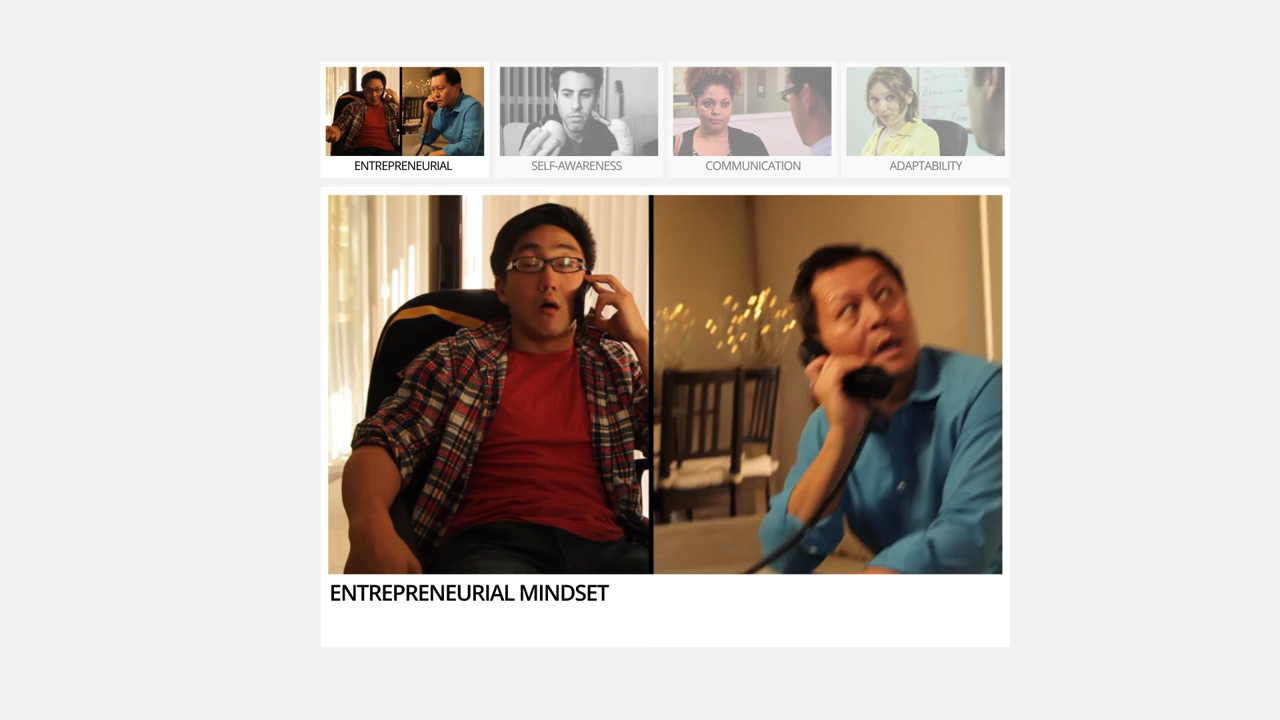 ENTREPRENEURIAL
SELF-AWARENESS
COMMUNICATION
ADAPTABILITY
ENTREPRENEURIAL MINDSET